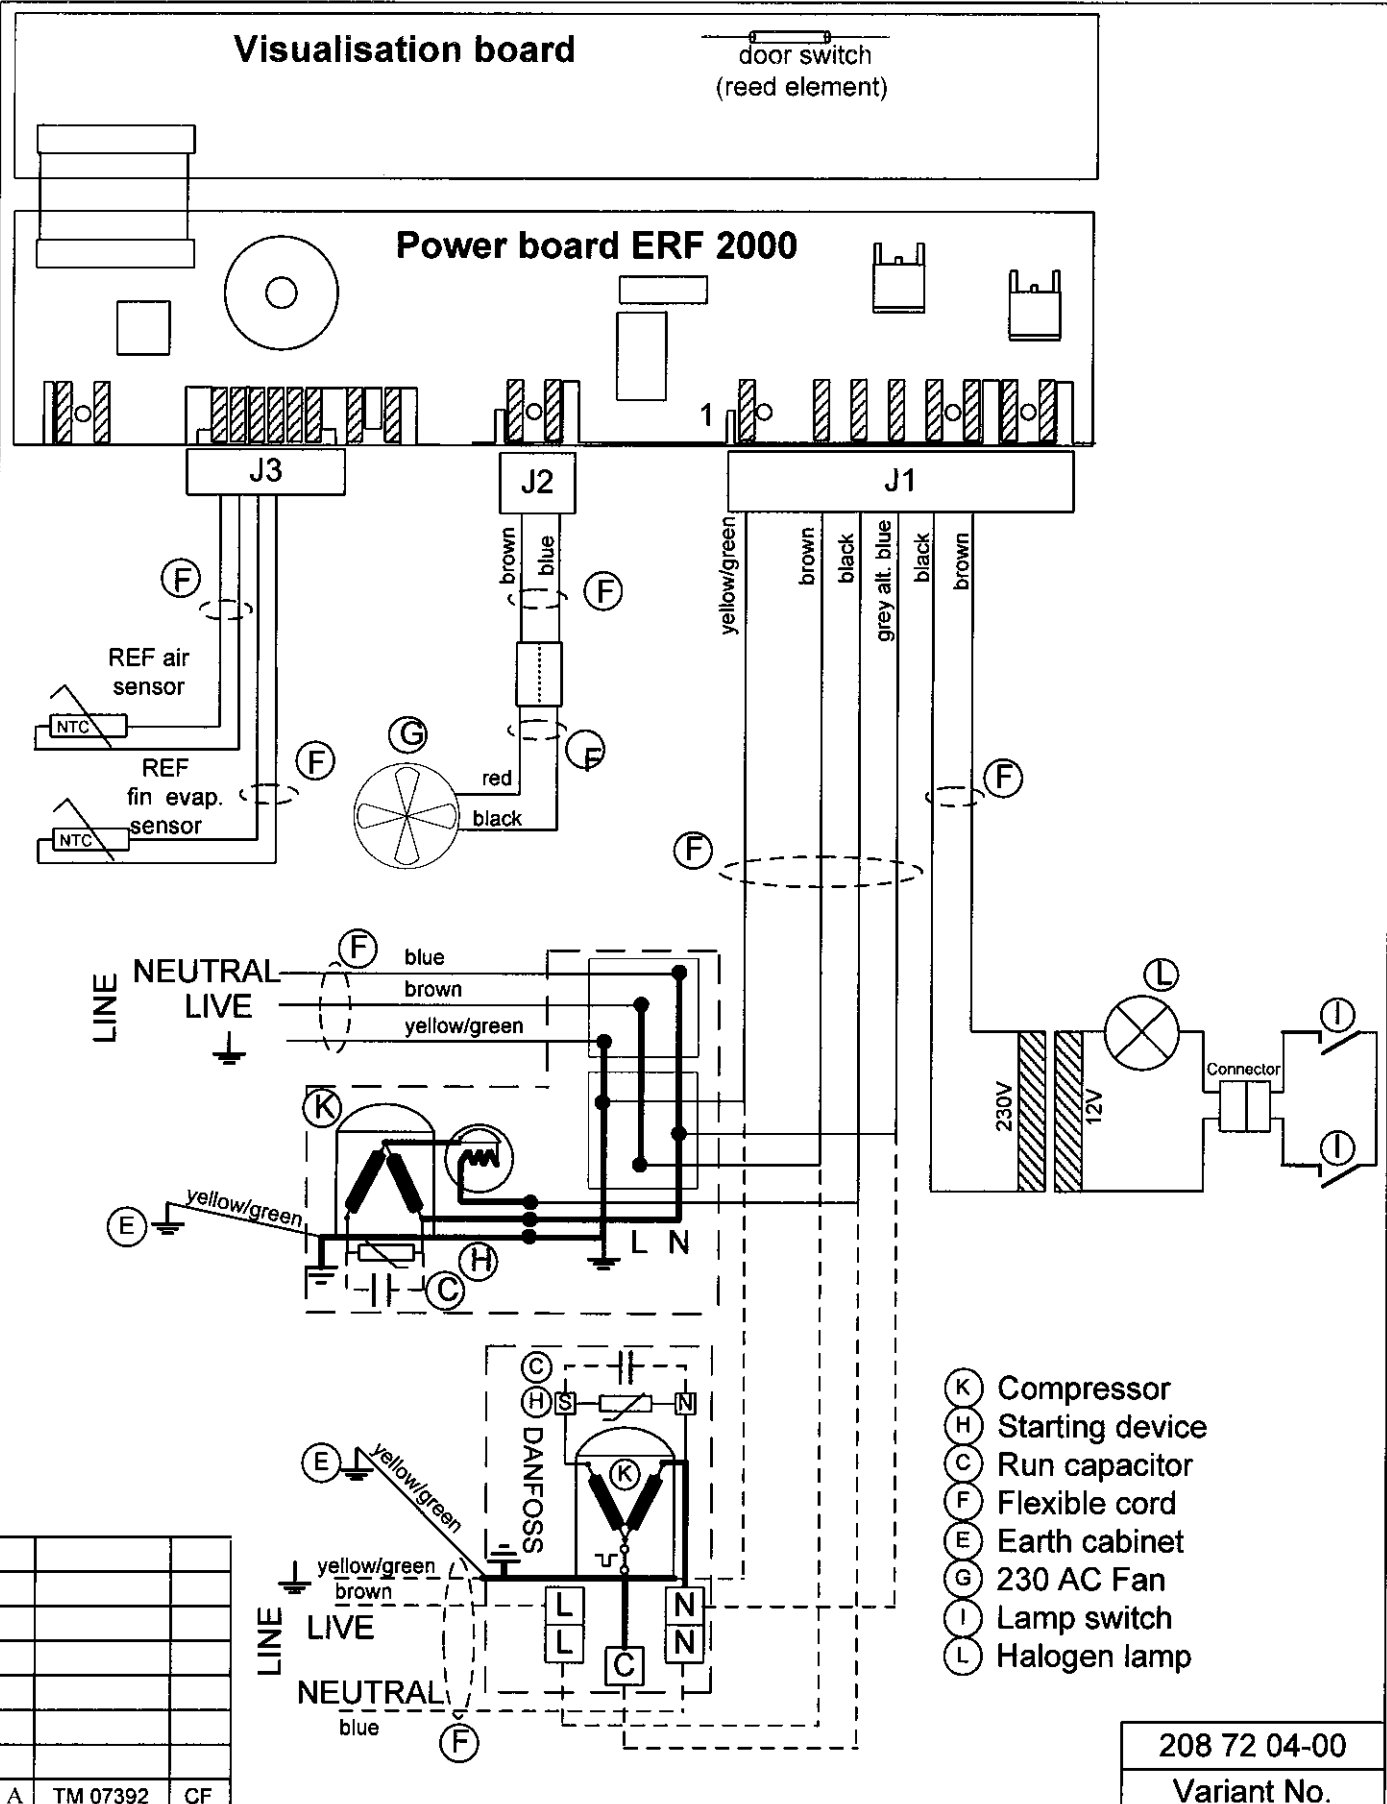 Visualisation board
door switch
(reed element)
Power board ERF 2000
1
J3
J2
J1
brown
blue
yellow/green
brown
black
grey alt. blue
black
brown
F
F
REF air
sensor
NTC
REF
fin evap.
sensor
NTC
F
G
F
red
black
F
F
LINE
NEUTRAL
LIVE
F
blue
brown
yellow/green
L
I
Connector
230V
12V
I
K
E
yellow/green
H
C
L N
C
H
S
N
DANFOSS
K
E
yellow/green
yellow/green
brown
LINE
LIVE
L
L
N
N
C
NEUTRAL
blue
F
K Compressor
H Starting device
C Run capacitor
F Flexible cord
E Earth cabinet
G 230 AC Fan
I Lamp switch
L Halogen lamp
A TM 07392 CF
208 72 04-00
Variant No.